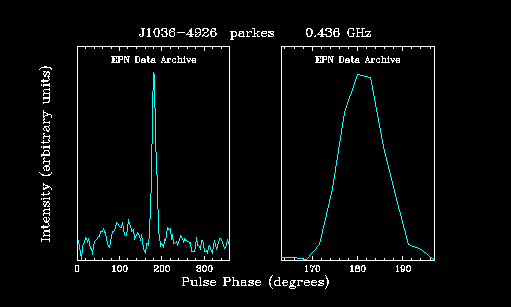 J1036-4926 parkes 0.436 GHz
EPN Data Archive
EPN Data Archive
Intensity (arbitrary units)
0 100 200 300
170 180 190
Pulse Phase (degrees)